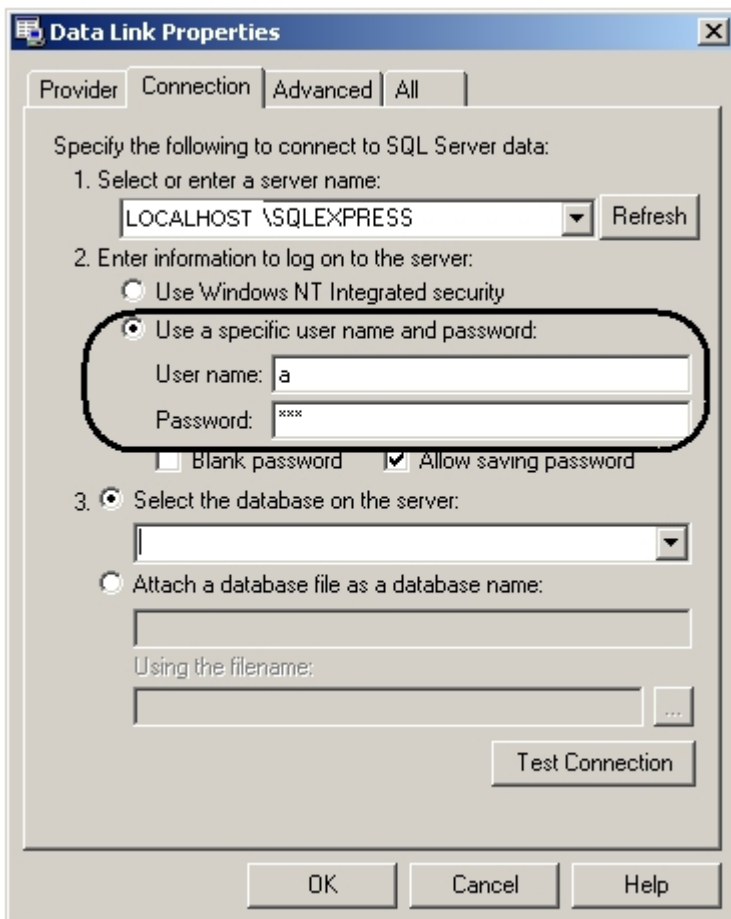 Data Link Properties
Provider Connection Advanced All
Specify the following to connect to SQL Server data:
1. Select or enter a server name:
LOCALHOST \SQLEXPRESS Refresh
2. Enter information to log on to the server:
Use Windows NT Integrated security
Use a specific user name and password:
User name: a
Password: ***
Blank password Allow saving password
3. Select the database on the server:
Attach a database file as a database name:
Using the filename:
...
Test Connection
OK Cancel Help